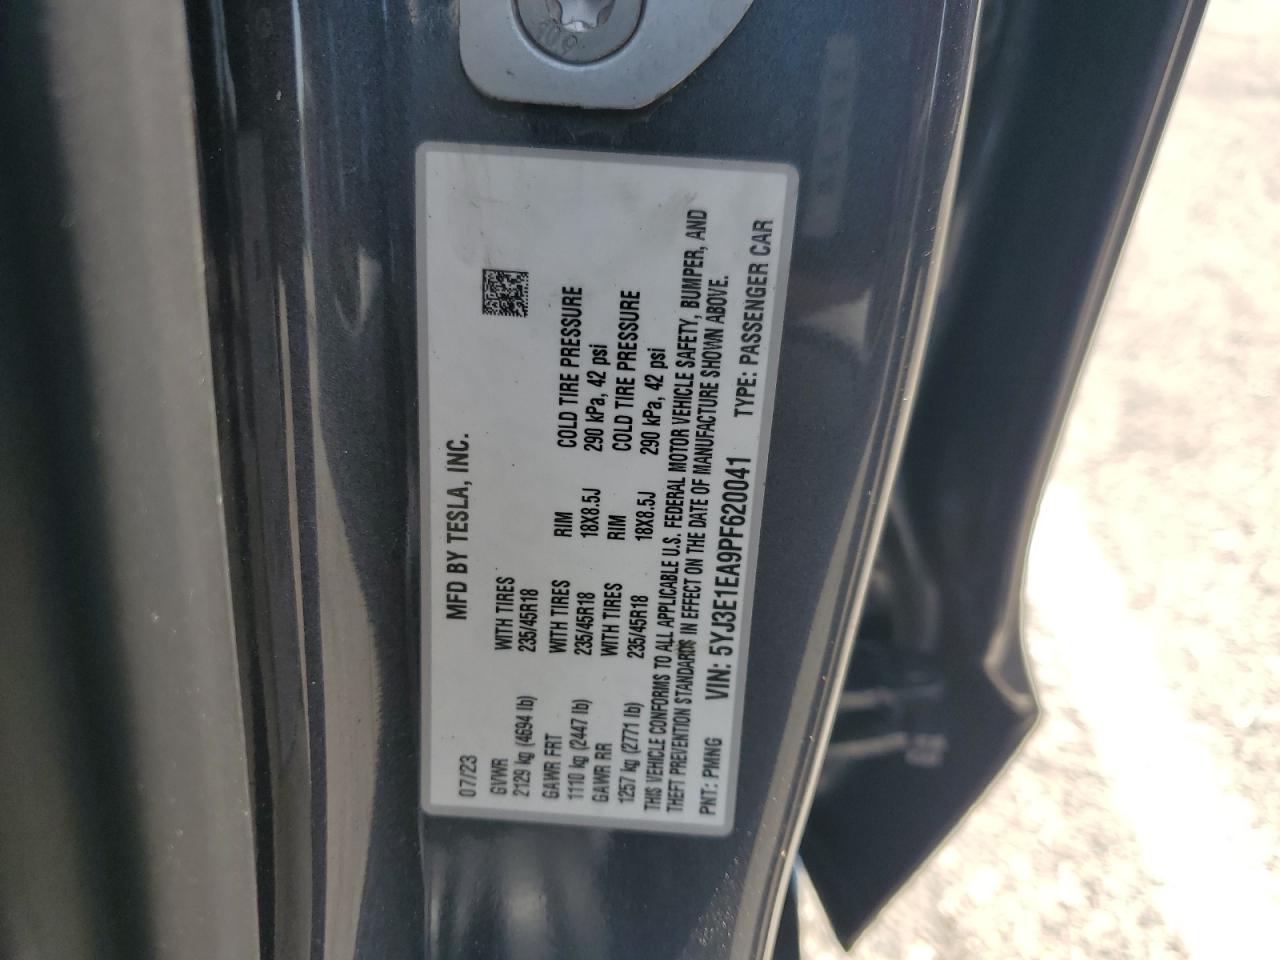 109
07/23 MFD BY TESLA, INC.
GVWR WITH TIRES
2129 kg (4694 lb) 235/45R18
GAWR FRT WITH TIRES RIM COLD TIRE PRESSURE
1110 kg (2447 lb) 235/45R18 18X8.5J 290 kPa, 42 psi
GAWR RR WITH TIRES RIM COLD TIRE PRESSURE
1257 kg (2771 lb) 235/45R18 18X8.5J 290 kPa, 42 psi
THIS VEHICLE CONFORMS TO ALL APPLICABLE U.S. FEDERAL MOTOR VEHICLE SAFETY, BUMPER, AND
THEFT PREVENTION STANDARDS IN EFFECT ON THE DATE OF MANUFACTURE SHOWN ABOVE.
PNT: PMNG VIN: 5YJ3E1EA9PF620041 TYPE: PASSENGER CAR